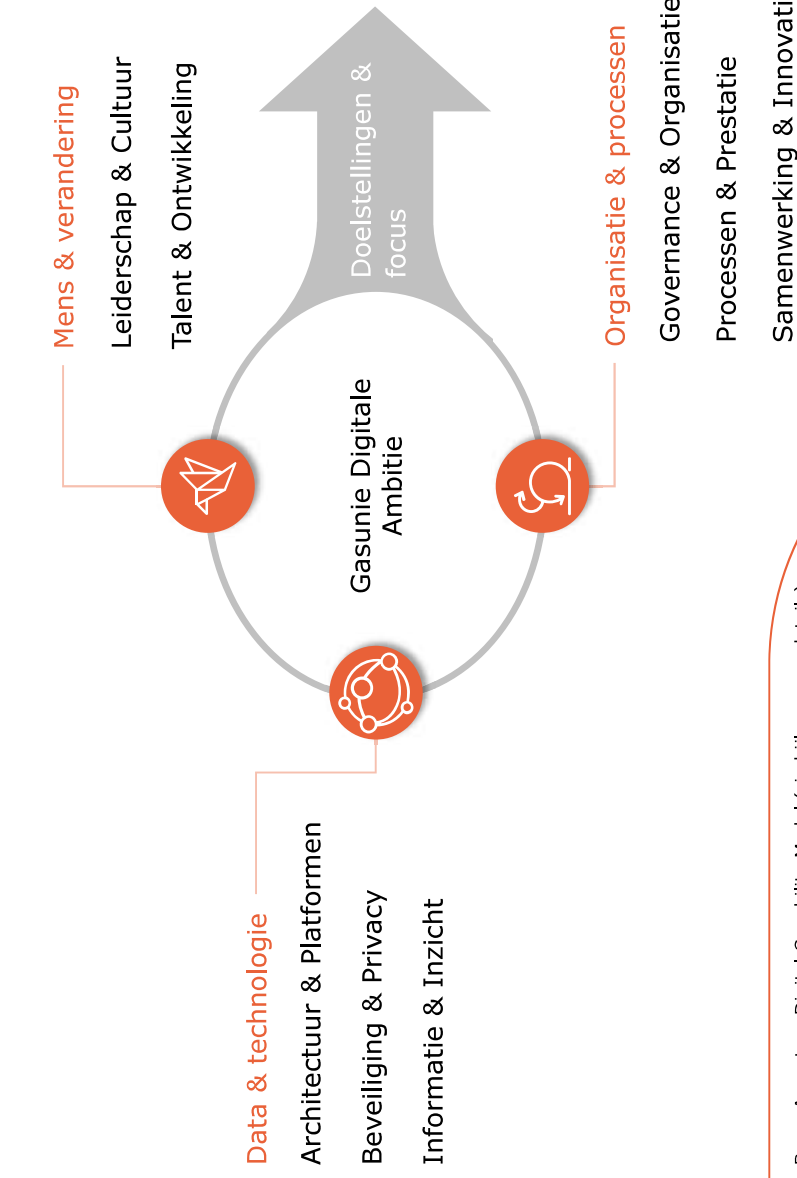 Mens & verandering
Leiderschap & Cultuur
Talent & Ontwikkeling
Data & technologie
Architectuur & Platformen
Beveiliging & Privacy
Informatie & Inzicht
Gasunie Digitale
Ambitie
Doelstellingen &
focus
Organisatie & processen
Governance & Organisatie
Processen & Prestatie
Samenwerking & Innovati